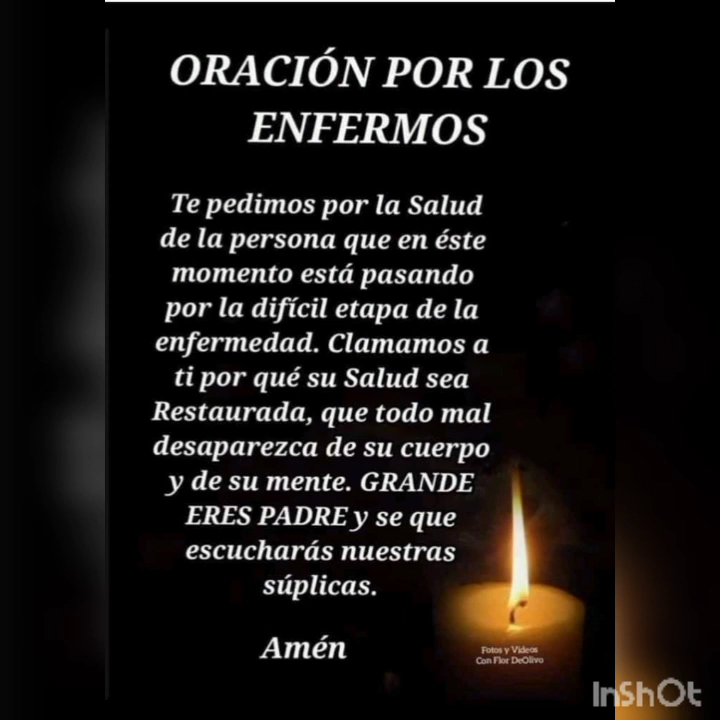 ORACIÓN POR LOS
ENFERMOS
Te pedimos por la Salud
de la persona que en éste
momento está pasando
por la difícil etapa de la
enfermedad. Clamamos a
ti por qué su Salud sea
Restaurada, que todo mal
desaparezca de su cuerpo
y de su mente. GRANDE
ERES PADRE y se que
escucharás nuestras
súplicas.
Amén
Fotos y Videos
Con Flor DeOlivo
InShOt